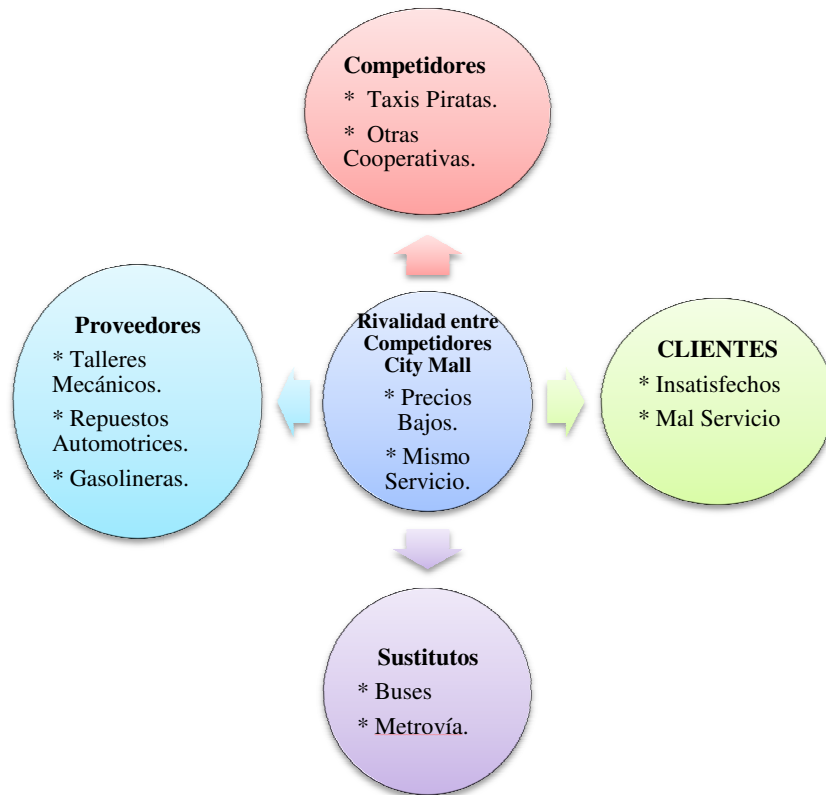 Competidores
* Taxis Piratas.
* Otras
Cooperativas.
Proveedores
* Talleres
Mecánicos.
* Repuestos
Automotrices.
* Gasolineras.
Rivalidad entre
Competidores
City Mall
* Precios
Bajos.
* Mismo
Servicio.
CLIENTES
* Insatisfechos
* Mal Servicio
Sustitutos
* Buses
* Metrovía.